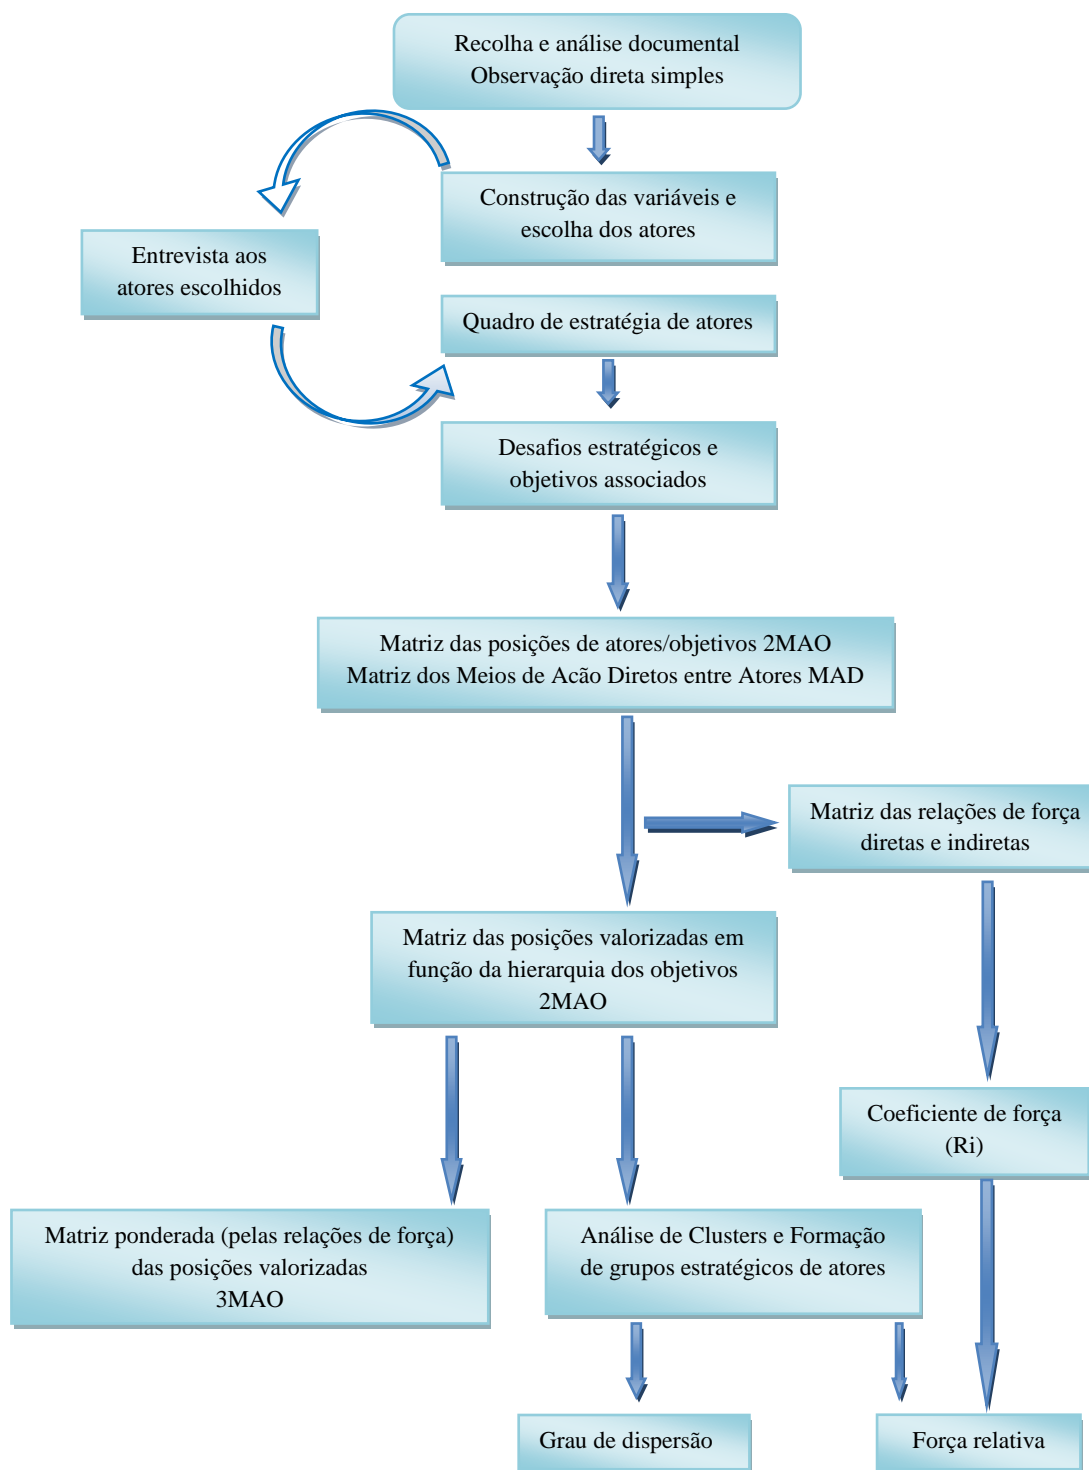 Recolha e análise documental
Observação direta simples
Construção das variáveis e
escolha dos atores
Entrevista aos
atores escolhidos
Quadro de estratégia de atores
Desafios estratégicos e
objetivos associados
Matriz das posições de atores/objetivos 2MAO
Matriz dos Meios de Acão Diretos entre Atores MAD
Matriz das relações de força
diretas e indiretas
Matriz das posições valorizadas em
função da hierarquia dos objetivos
2MAO
Coeficiente de força
(Ri)
Matriz ponderada (pelas relações de força)
das posições valorizadas
3MAO
Análise de Clusters e Formação
de grupos estratégicos de atores
Grau de dispersão
Força relativa